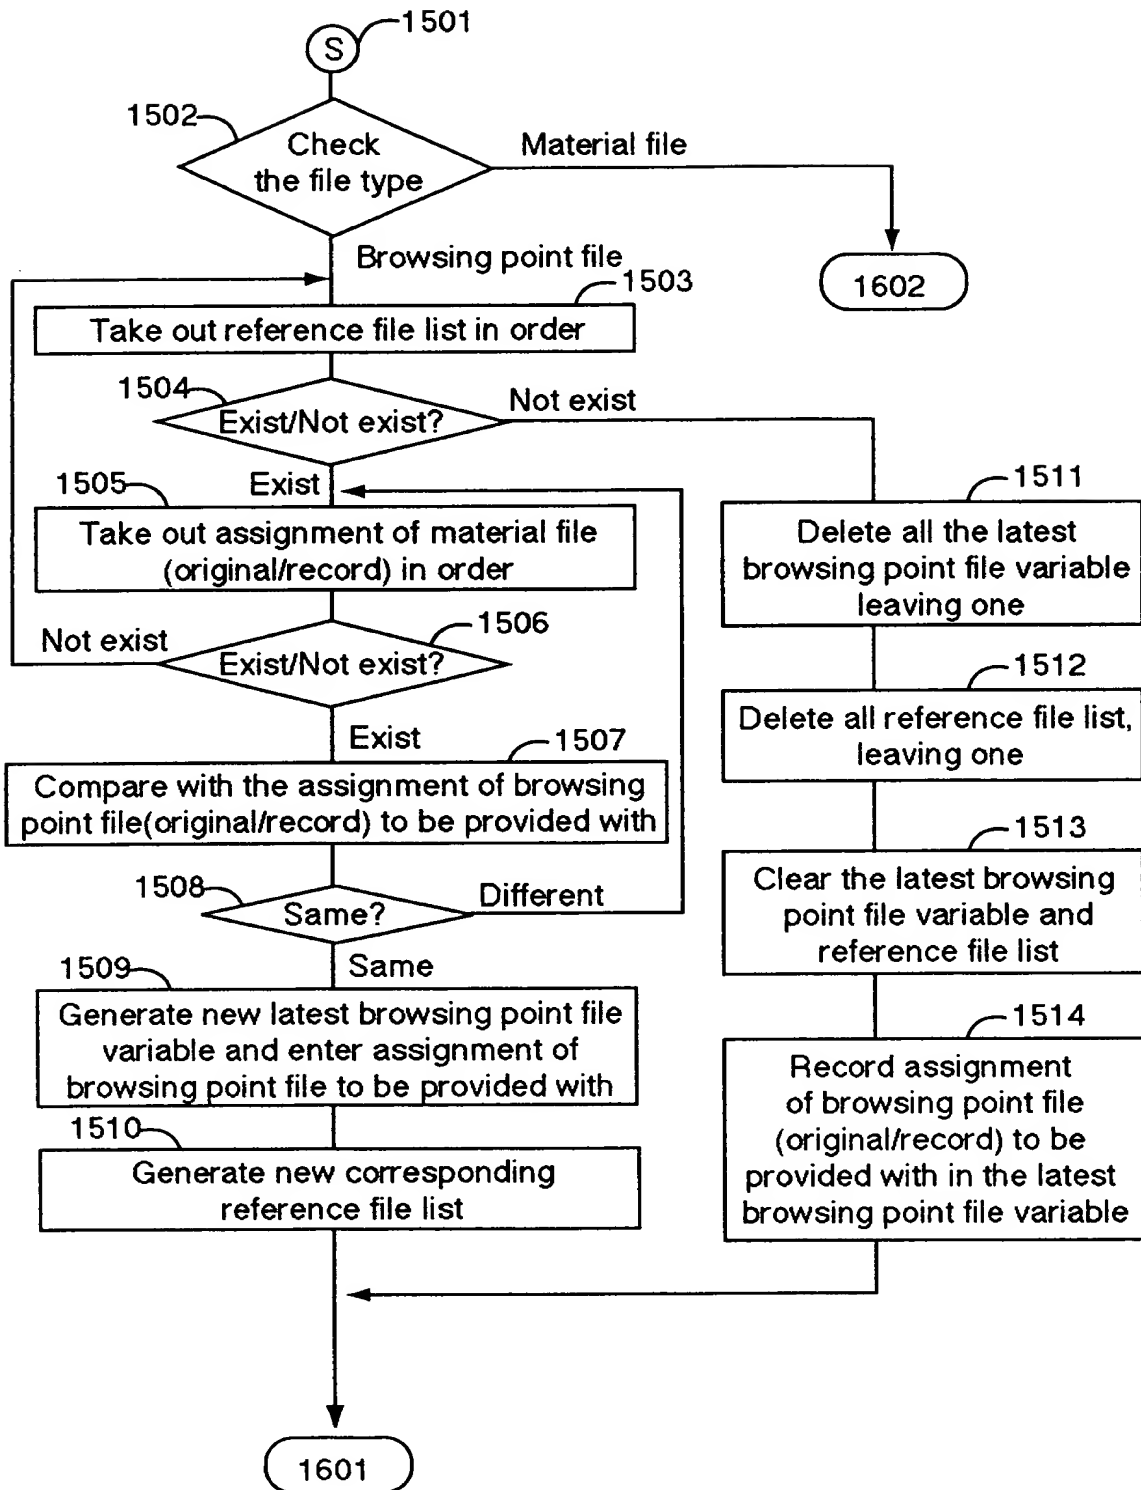 1501
S
1502
Check
the file type
Material file
1602
Browsing point file
1503
Take out reference file list in order
1504
Exist/Not exist?
Not exist
Exist
1505
Take out assignment of material file
(original/record) in order
1506
Not exist
Exist/Not exist?
Exist
1507
Compare with the assignment of browsing
point file(original/record) to be provided with
1508
Same?
Different
Same
1509
Generate new latest browsing point file
variable and enter assignment of
browsing point file to be provided with
1510
Generate new corresponding
reference file list
1511
Delete all the latest
browsing point file variable
leaving one
1512
Delete all reference file list,
leaving one
1513
Clear the latest browsing
point file variable and
reference file list
1514
Record assignment
of browsing point file
(original/record) to be
provided with in the latest
browsing point file variable
1601